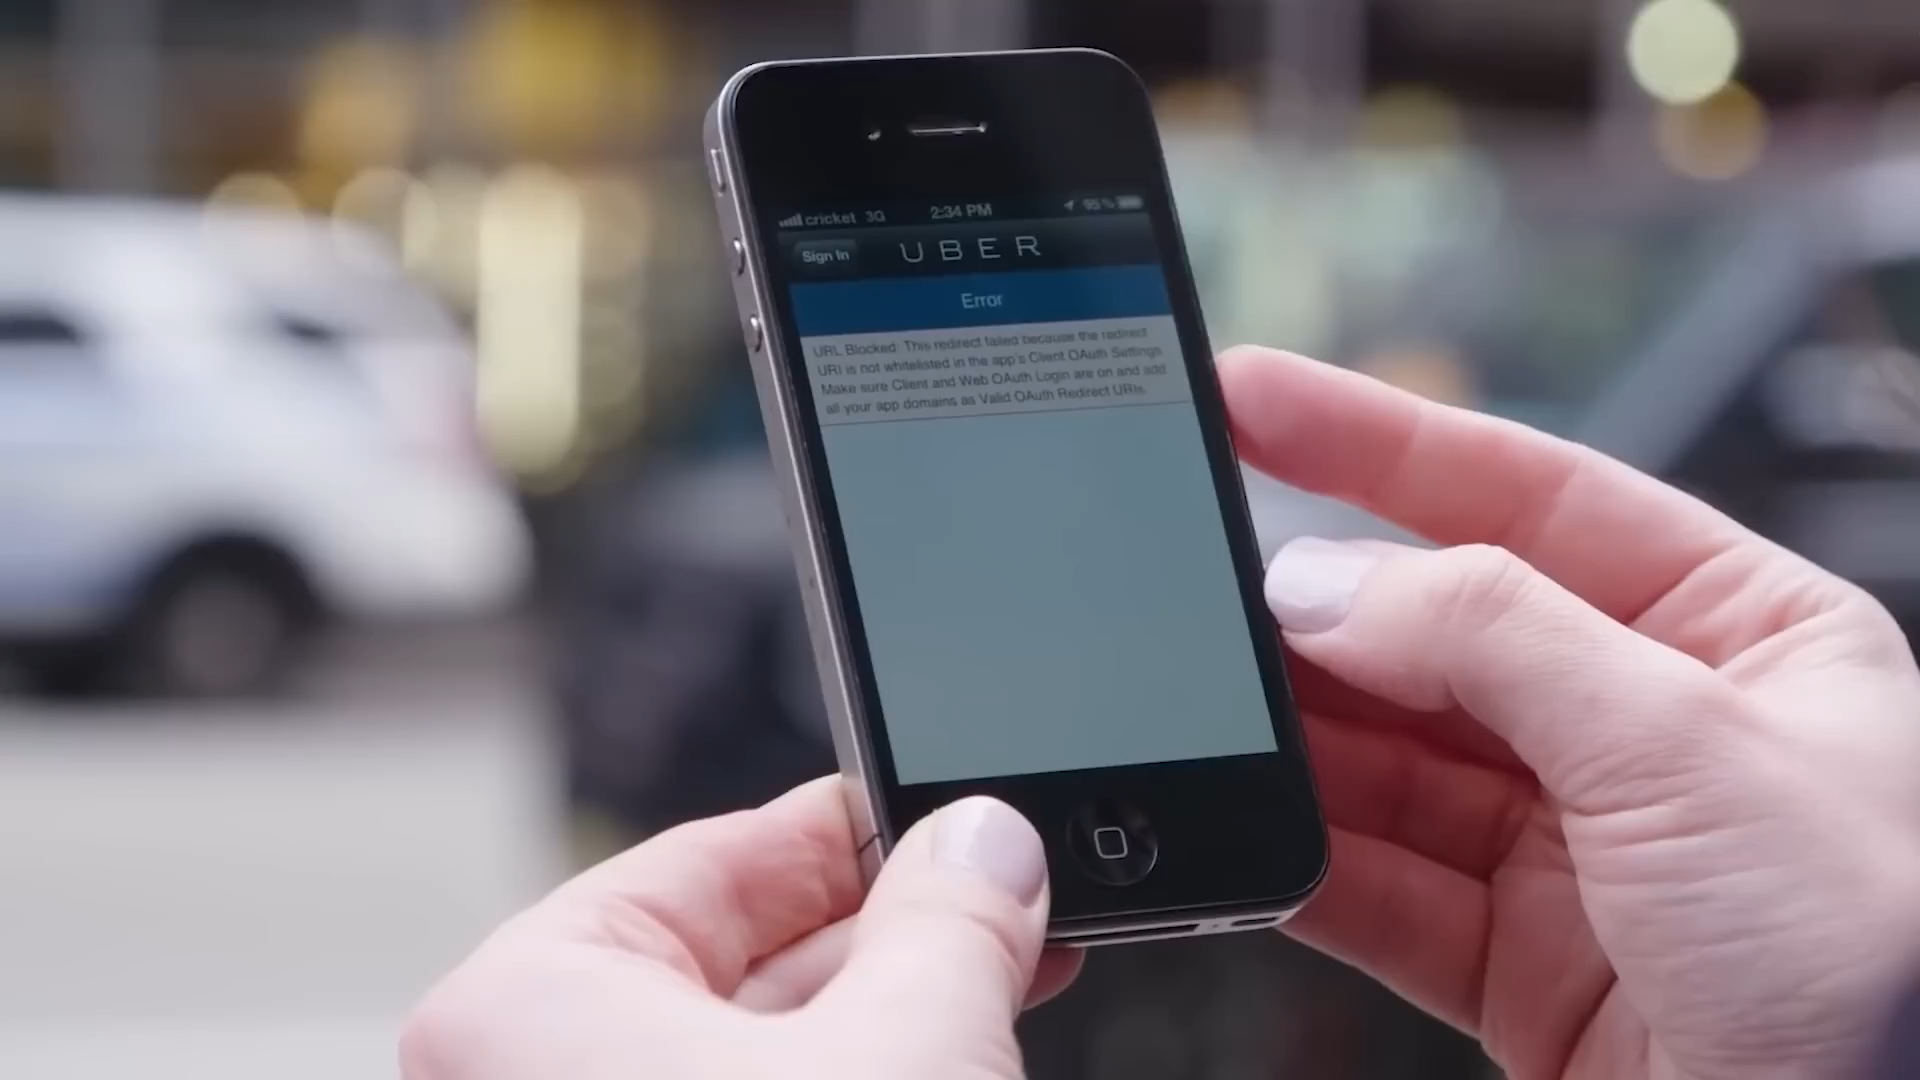 cricket 3G 2:34 PM 95%
Sign In UBER
Error
URL Blocked: This redirect failed because the redirect
URI is not whitelisted in the app's Client OAuth Settings.
Make sure Client and Web OAuth Login are on and add
all your app domains as Valid OAuth Redirect URIs.